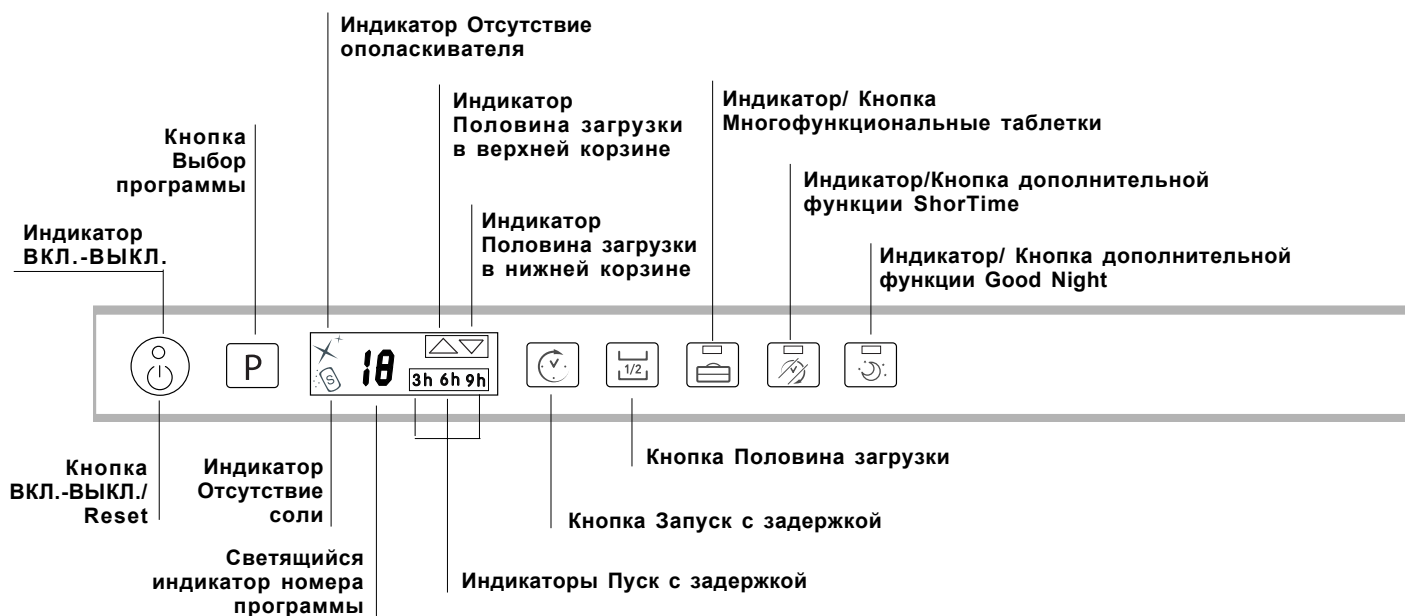 Индикатор Отсутствие
ополаскивателя
Индикатор
Половина загрузки
в верхней корзине
Индикатор/ Кнопка
Многофункциональные таблетки
Кнопка
Выбор
программы
Индикатор/Кнопка дополнительной
функции ShorTime
Индикатор
ВКЛ.-ВЫКЛ.
Индикатор
Половина загрузки
в нижней корзине
Индикатор/ Кнопка дополнительной
функции Good Night
P
S
18
3h 6h 9h
1/2
Кнопка
ВКЛ.-ВЫКЛ./
Reset
Индикатор
Отсутствие
соли
Кнопка Половина загрузки
Кнопка Запуск с задержкой
Светящийся
индикатор номера
программы
Индикаторы Пуск с задержкой